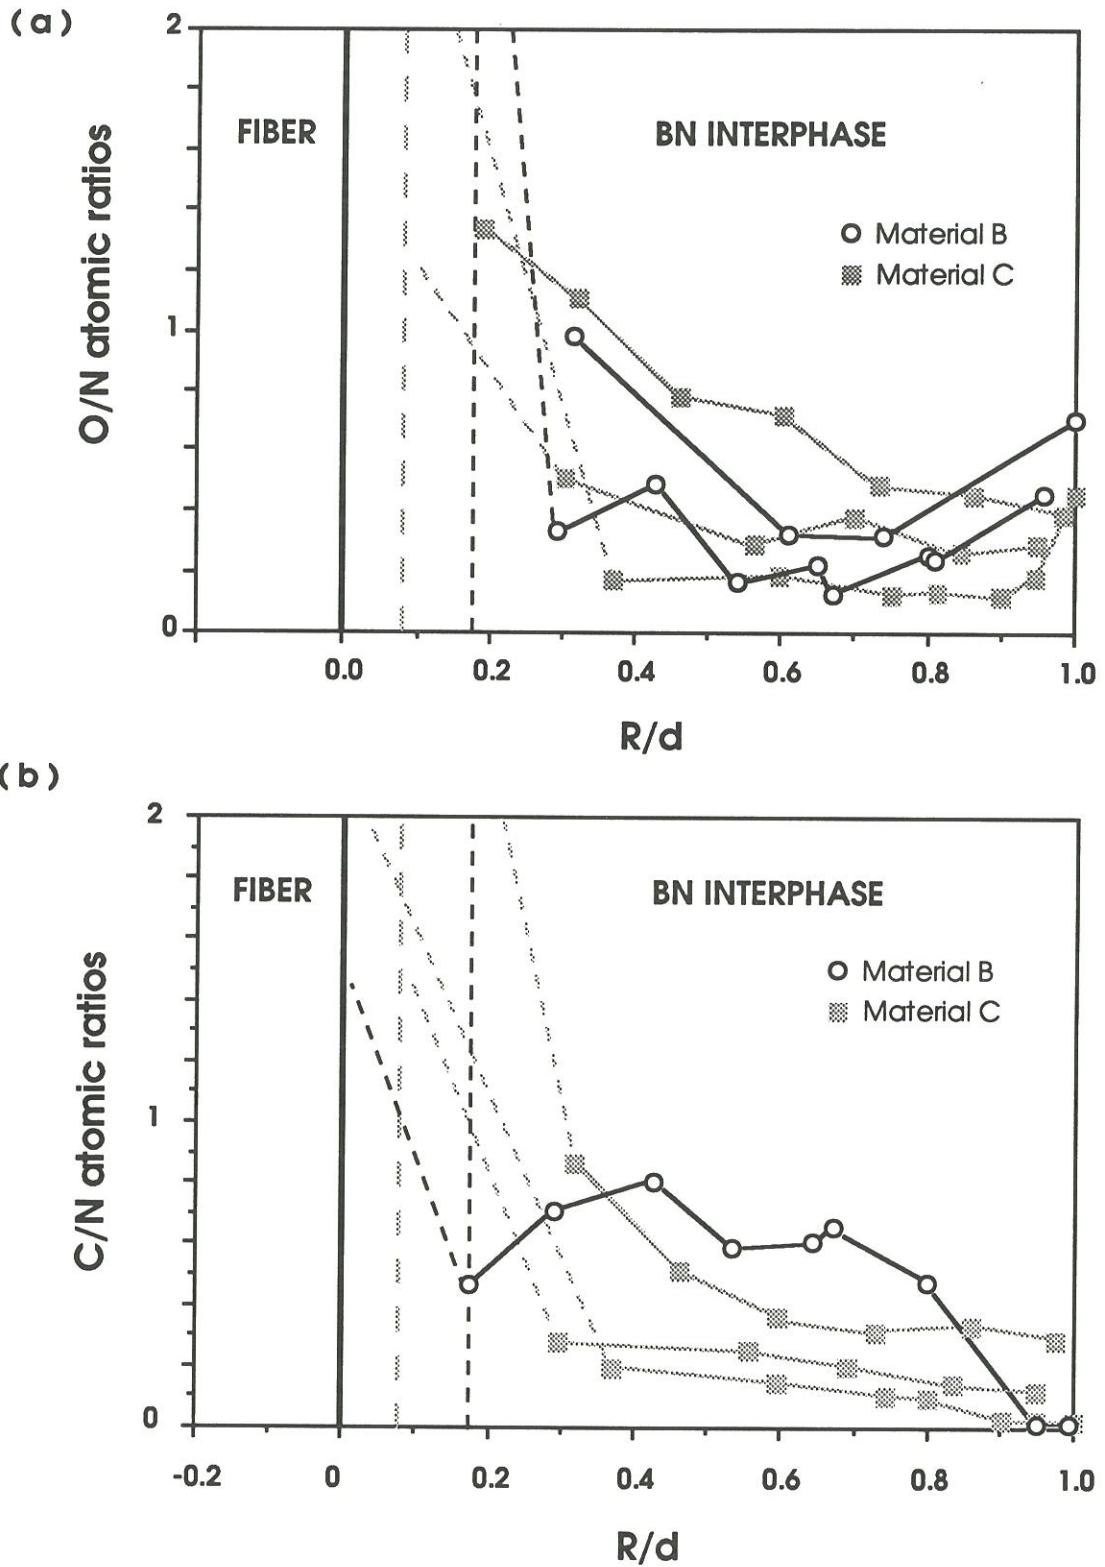 (a)
2
1
0
O/N atomic ratios
FIBER
BN INTERPHASE
Material B
Material C
0.0 0.2 0.4 0.6 0.8 1.0
R/d
(b)
2
1
0
C/N atomic ratios
FIBER
BN INTERPHASE
Material B
Material C
-0.2 0 0.2 0.4 0.6 0.8 1.0
R/d